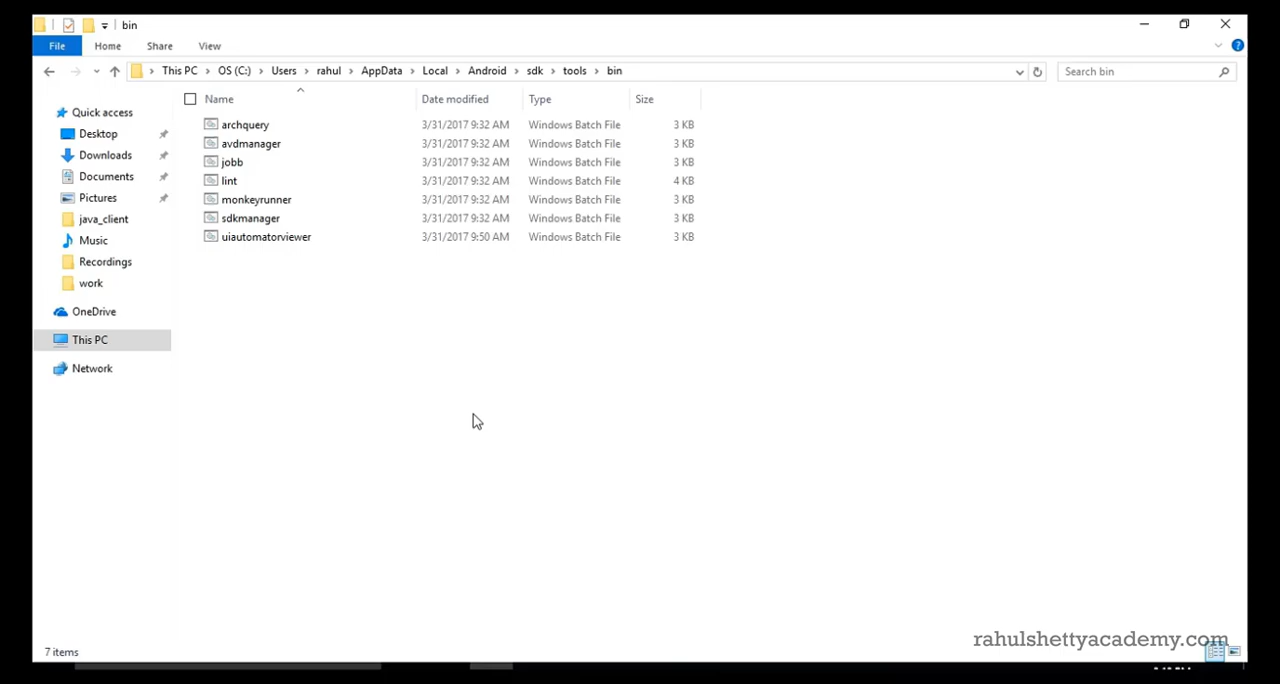 bin
File Home Share View
This PC OS (C:) Users rahul AppData Local Android sdk tools bin Search bin
Name Date modified Type Size
Quick access
Desktop
Downloads
Documents
Pictures
java_client
Music
Recordings
work
OneDrive
This PC
Network
archquery 3/31/2017 9:32 AM Windows Batch File 3 KB
avdmanager 3/31/2017 9:32 AM Windows Batch File 3 KB
jobb 3/31/2017 9:32 AM Windows Batch File 3 KB
lint 3/31/2017 9:32 AM Windows Batch File 4 KB
monkeyrunner 3/31/2017 9:32 AM Windows Batch File 3 KB
sdkmanager 3/31/2017 9:32 AM Windows Batch File 3 KB
uiautomatorviewer 3/31/2017 9:50 AM Windows Batch File 3 KB
rahulshettyacademy.com
7 items